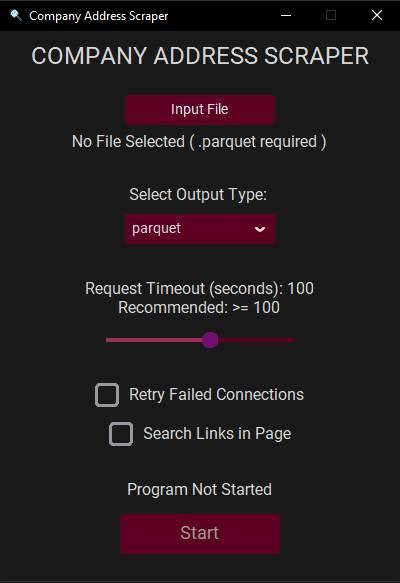 Company Address Scraper
COMPANY ADDRESS SCRAPER
Input File
No File Selected ( .parquet required )
Select Output Type:
parquet
Request Timeout (seconds): 100
Recommended: >= 100
Retry Failed Connections
Search Links in Page
Program Not Started
Start